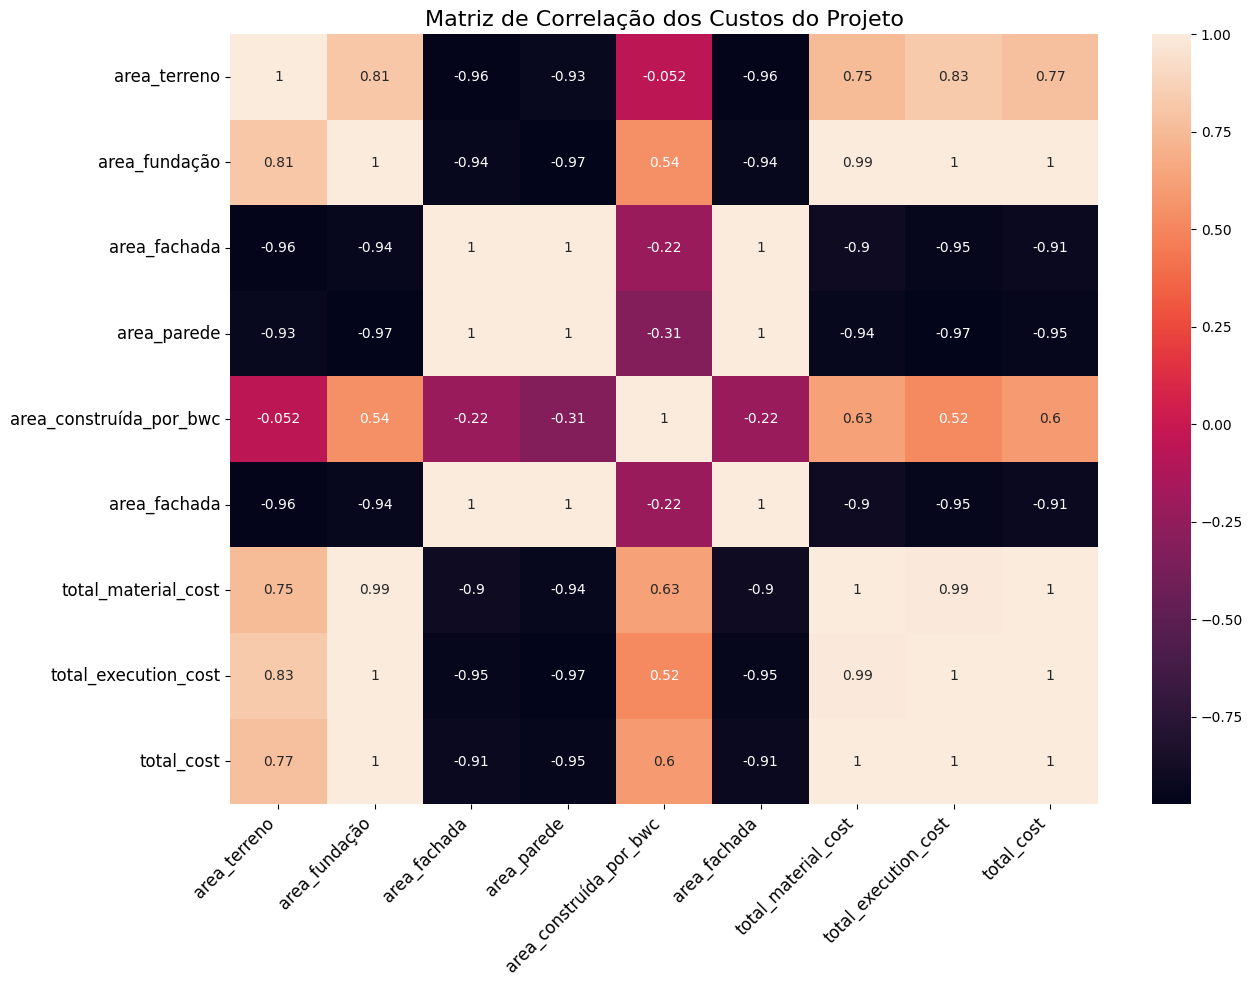 Matriz de Correlação dos Custos do Projeto
area_terreno 1 0.81 -0.96 -0.93 -0.052 -0.96 0.75 0.83 0.77
area_fundação 0.81 1 -0.94 -0.97 0.54 -0.94 0.99 1 1
area_fachada -0.96 -0.94 1 1 -0.22 1 -0.9 -0.95 -0.91
area_parede -0.93 -0.97 1 1 -0.31 1 -0.94 -0.97 -0.95
area_construída_por_bwc -0.052 0.54 -0.22 -0.31 1 -0.22 0.63 0.52 0.6
area_fachada -0.96 -0.94 1 1 -0.22 1 -0.9 -0.95 -0.91
total_material_cost 0.75 0.99 -0.9 -0.94 0.63 -0.9 1 0.99 1
total_execution_cost 0.83 1 -0.95 -0.97 0.52 -0.95 0.99 1 1
total_cost 0.77 1 -0.91 -0.95 0.6 -0.91 1 1 1
area_terreno
area_fundação
area_fachada
area_parede
area_construída_por_bwc
area_fachada
total_material_cost
total_execution_cost
total_cost
1.00
0.75
0.50
0.25
0.00
−0.25
−0.50
−0.75